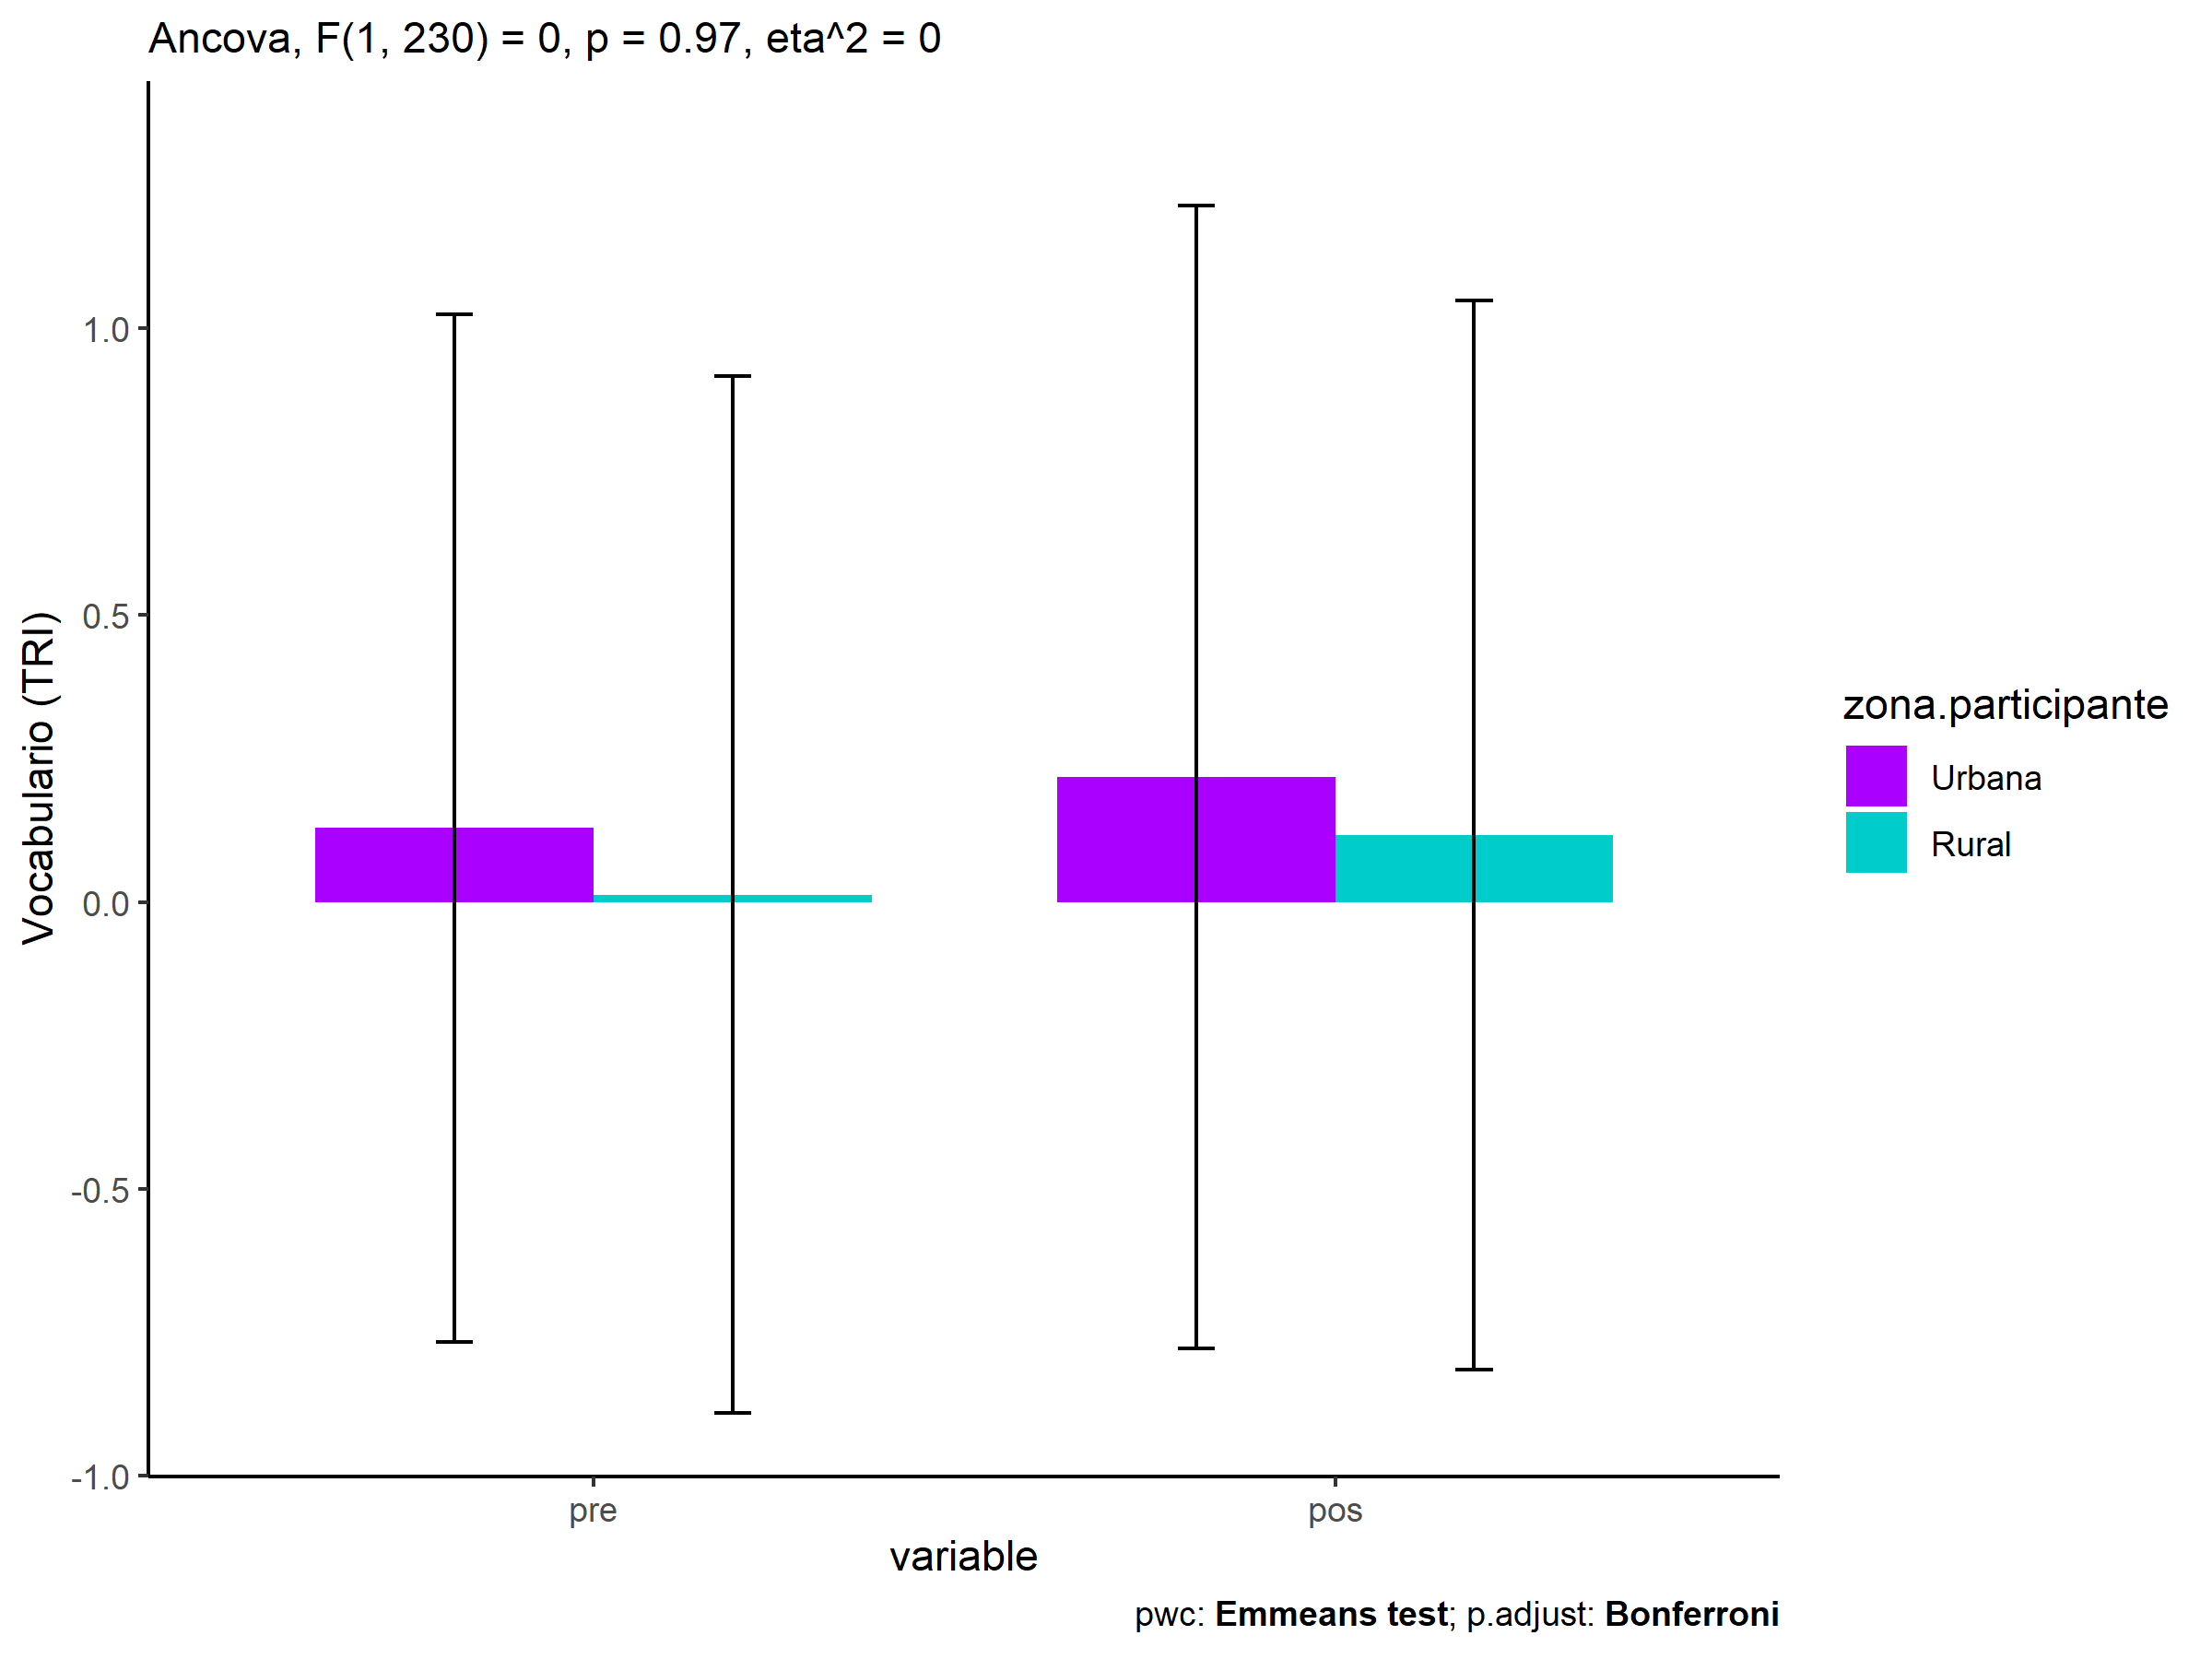 Ancova, F(1, 230) = 0, p = 0.97, eta^2 = 0
Vocabulario (TRI)
1.0
0.5
0.0
-0.5
-1.0
pre
pos
variable
zona.participante
Urbana
Rural
pwc: Emmeans test; p.adjust: Bonferroni